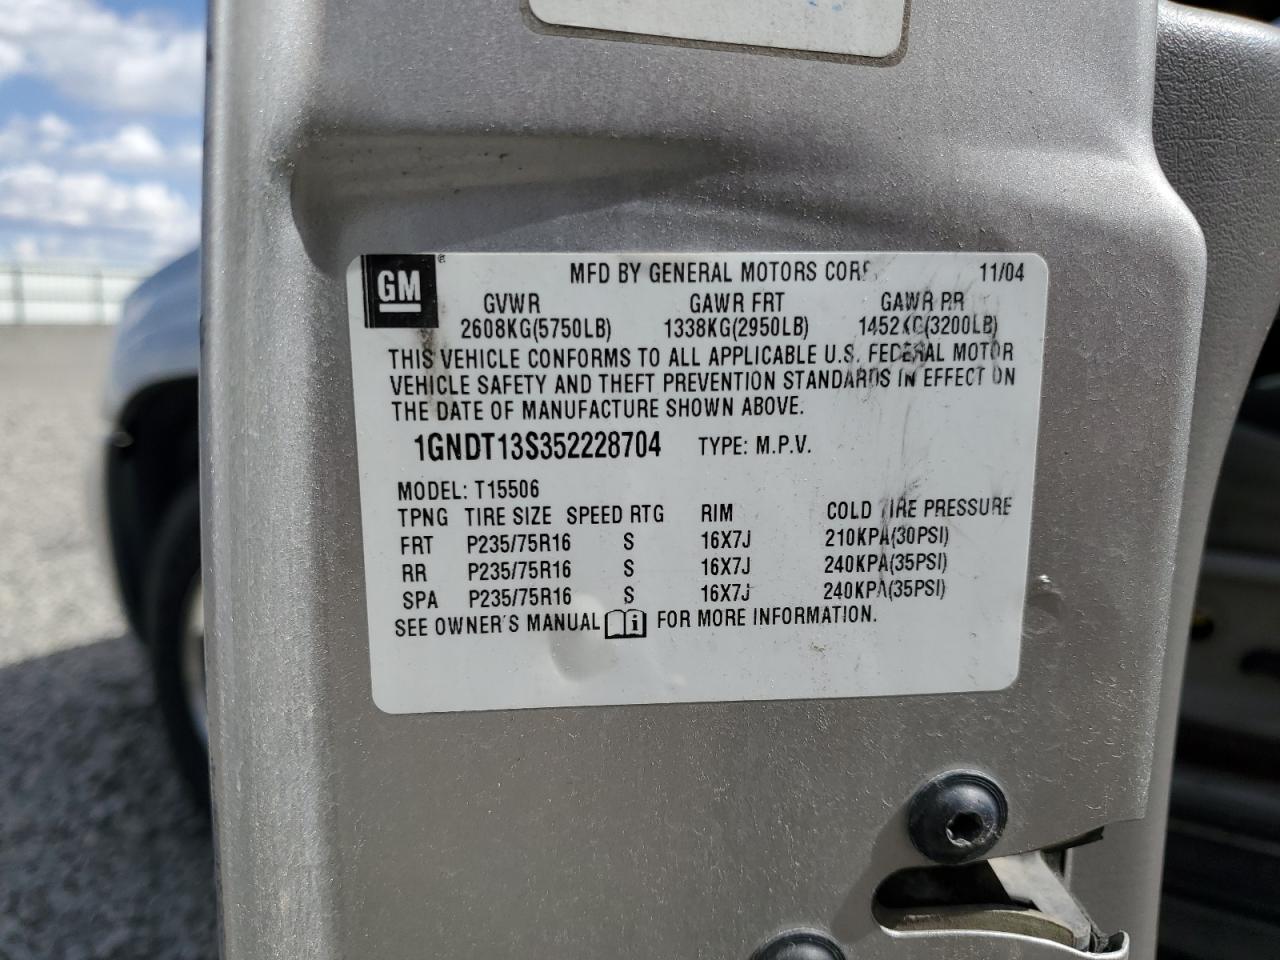 GM ® MFD BY GENERAL MOTORS CORP. 11/04
GVWR GAWR FRT GAWR RR
2608KG(5750LB) 1338KG(2950LB) 1452KG(3200LB)
THIS VEHICLE CONFORMS TO ALL APPLICABLE U.S. FEDERAL MOTOR
VEHICLE SAFETY AND THEFT PREVENTION STANDARDS IN EFFECT ON
THE DATE OF MANUFACTURE SHOWN ABOVE.
1GNDT13S352228704 TYPE: M.P.V.
MODEL: T15506
TPNG TIRE SIZE SPEED RTG RIM COLD TIRE PRESSURE
FRT P235/75R16 S 16X7J 210KPA(30PSI)
RR P235/75R16 S 16X7J 240KPA(35PSI)
SPA P235/75R16 S 16X7J 240KPA(35PSI)
SEE OWNER'S MANUAL i FOR MORE INFORMATION.